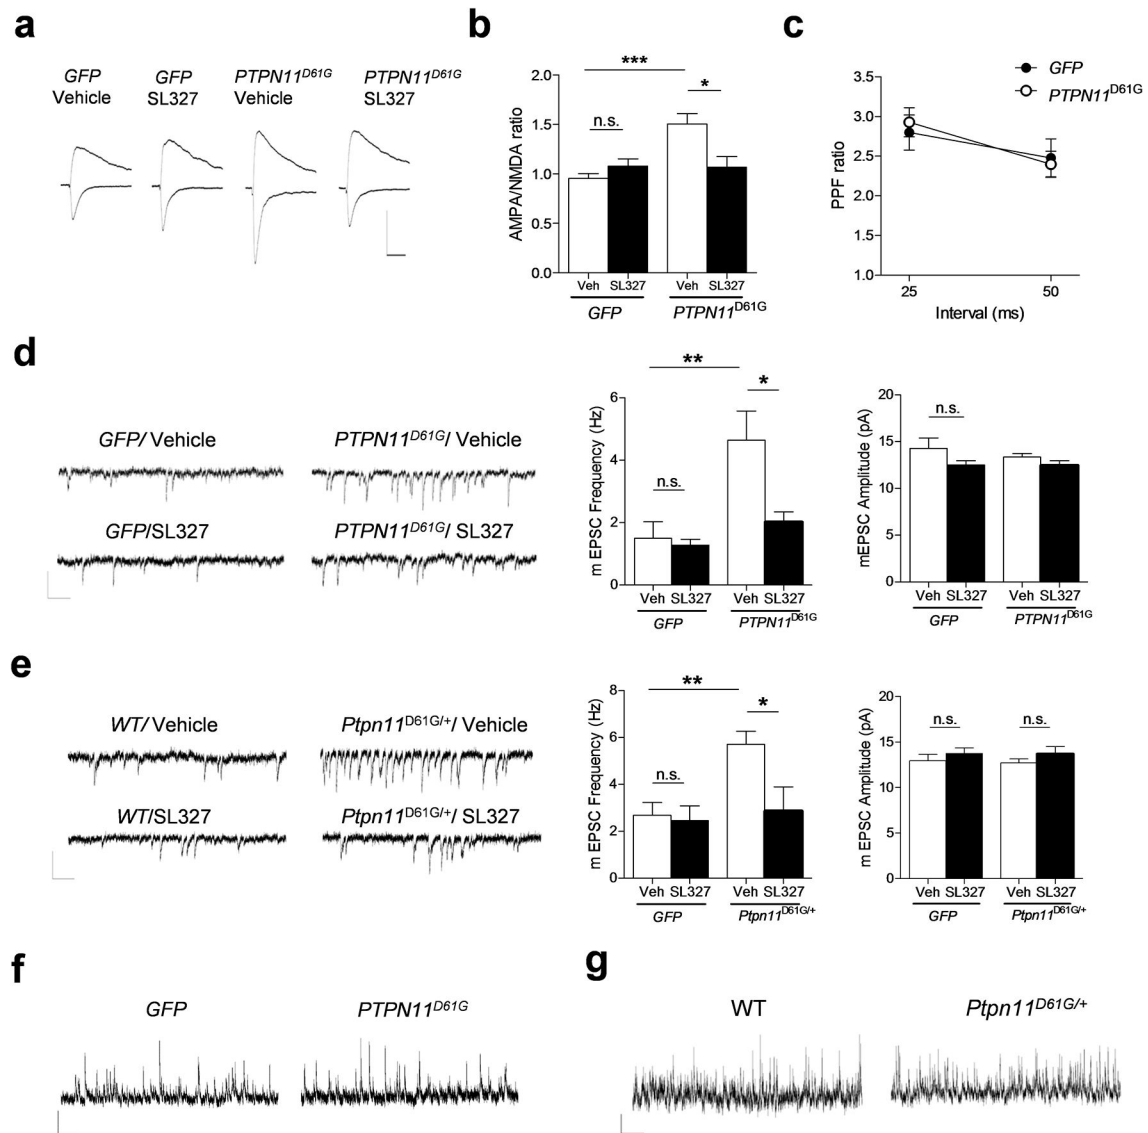 a
GFP
Vehicle
GFP
SL327
PTPN11D61G
Vehicle
PTPN11D61G
SL327
b
***
*
n.s.
AMPA/NMDA ratio
2.0
1.5
1.0
0.5
0.0
Veh SL327 Veh SL327
GFP PTPN11D61G
c
GFP
PTPN11D61G
PPF ratio
3.5
3.0
2.5
2.0
1.5
1.0
25 50
Interval (ms)
d
GFP/ Vehicle
PTPN11D61G/ Vehicle
GFP/SL327
PTPN11D61G/ SL327
**
*
n.s.
m EPSC Frequency (Hz)
6
4
2
0
Veh SL327 Veh SL327
GFP PTPN11D61G
n.s.
mEPSC Amplitude (pA)
20
15
10
5
0
Veh SL327 Veh SL327
GFP PTPN11D61G
e
WT/ Vehicle
Ptpn11D61G/+/ Vehicle
WT/SL327
Ptpn11D61G/+/ SL327
**
*
n.s.
m EPSC Frequency (Hz)
8
6
4
2
0
Veh SL327 Veh SL327
GFP Ptpn11D61G/+
n.s. n.s.
m EPSC Amplitude (pA)
20
15
10
5
0
Veh SL327 Veh SL327
GFP Ptpn11D61G/+
f
GFP
PTPN11D61G
g
WT
Ptpn11D61G/+